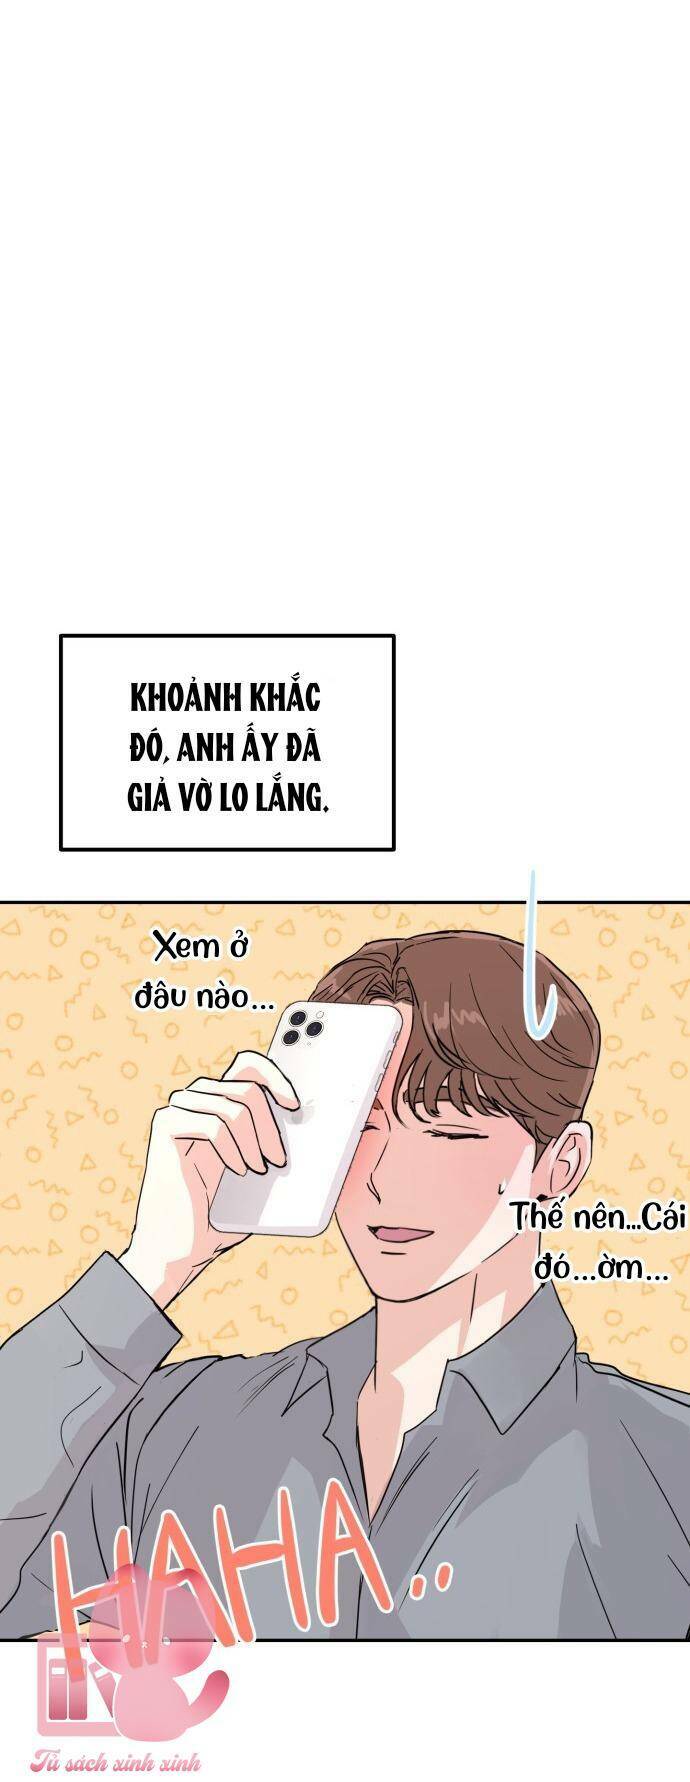 KHOẢNH KHẮC
ĐÓ, ANH ẤY ĐÃ
GIẢ VỜ LO LẮNG.
Xem ở
đâu nào...
Thế nên...Cái
đó...ờm...
HAHA..
Tủ sách xinh xinh